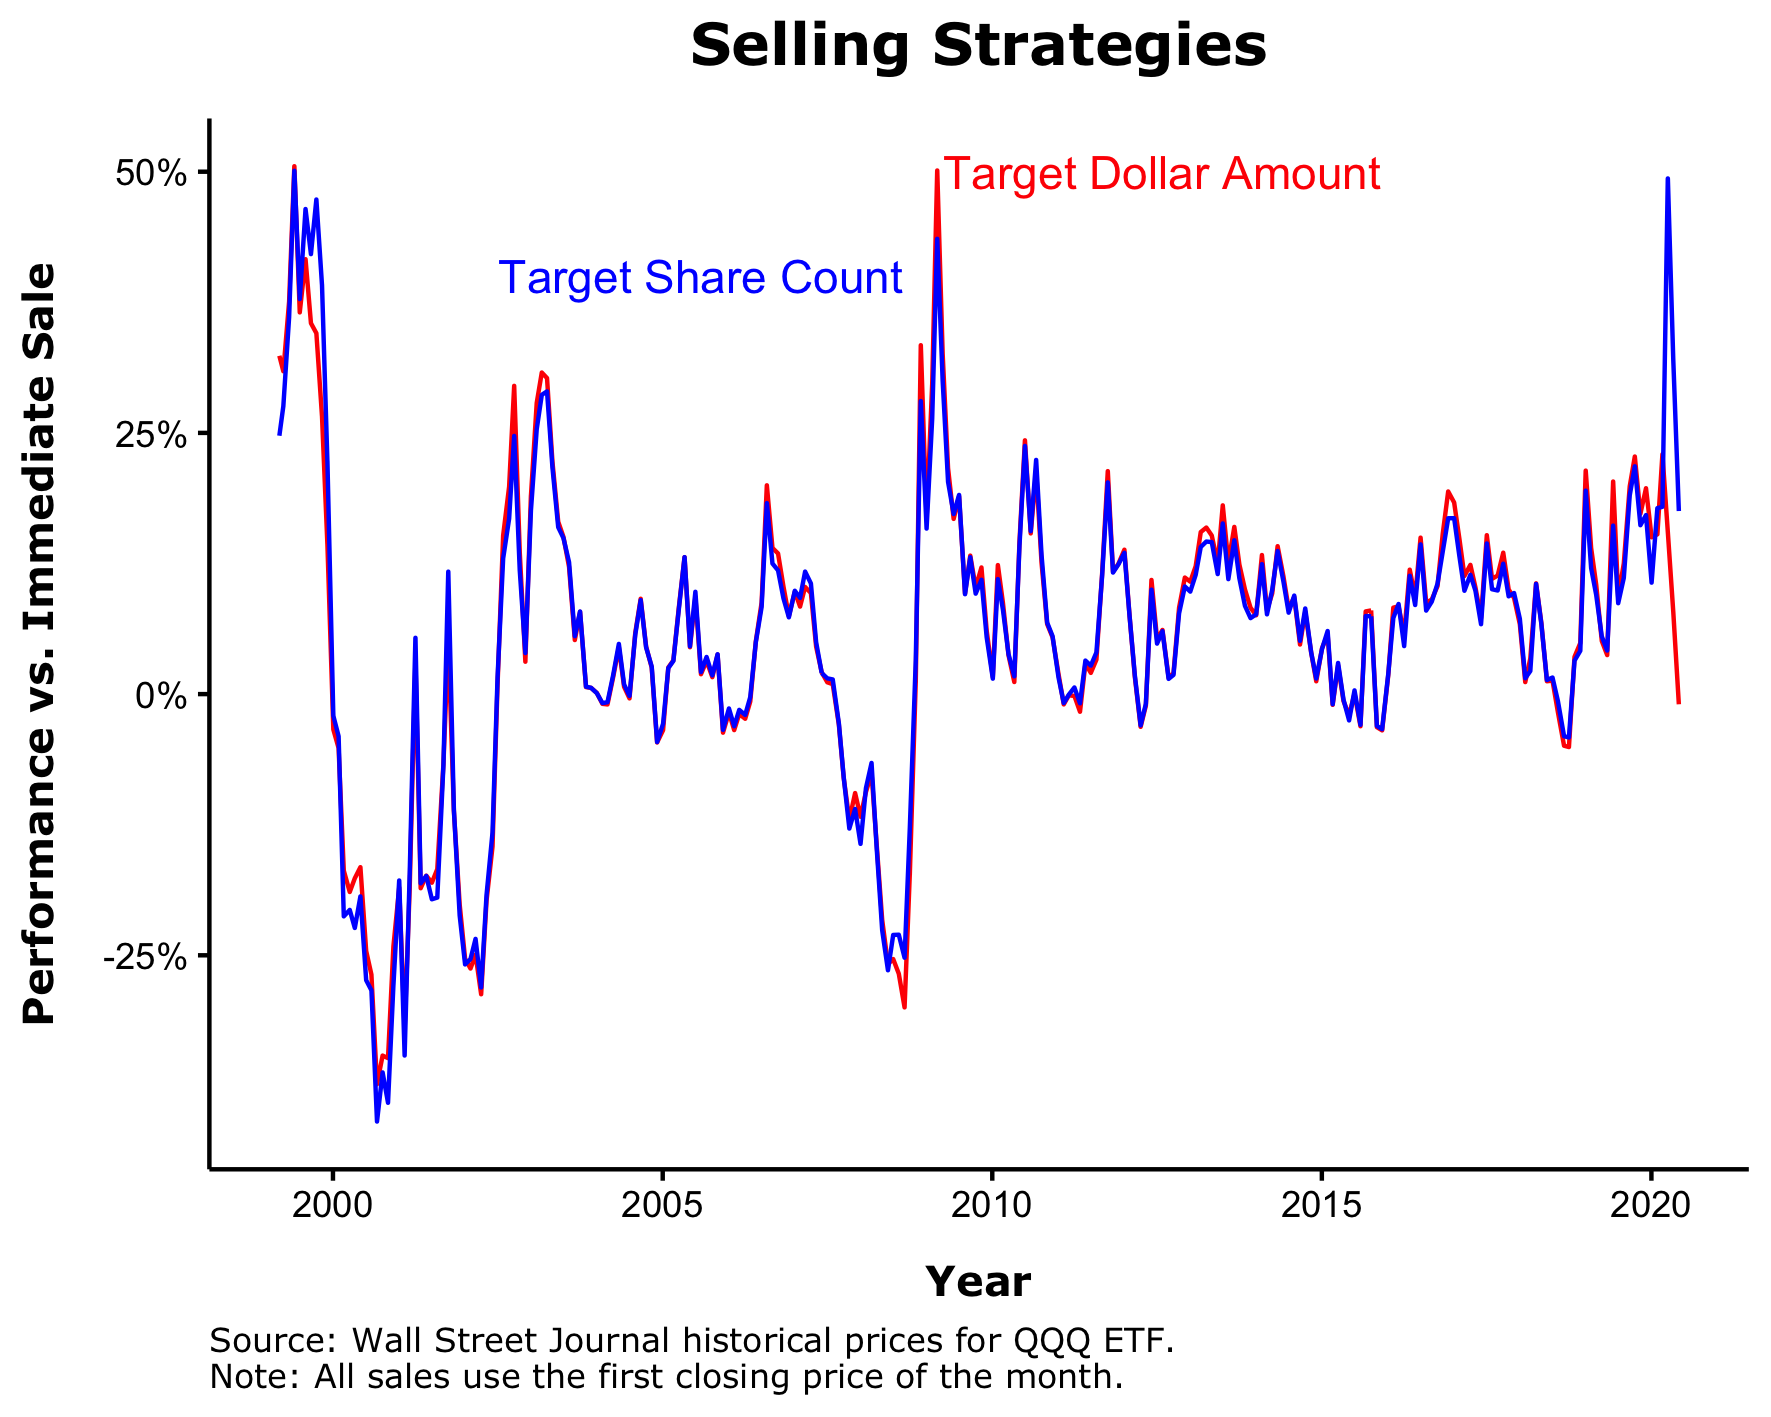 Selling Strategies
50%
25%
0%
-25%
Performance vs. Immediate Sale
Target Dollar Amount
Target Share Count
2000
2005
2010
2015
2020
Year
Source: Wall Street Journal historical prices for QQQ ETF.
Note: All sales use the first closing price of the month.